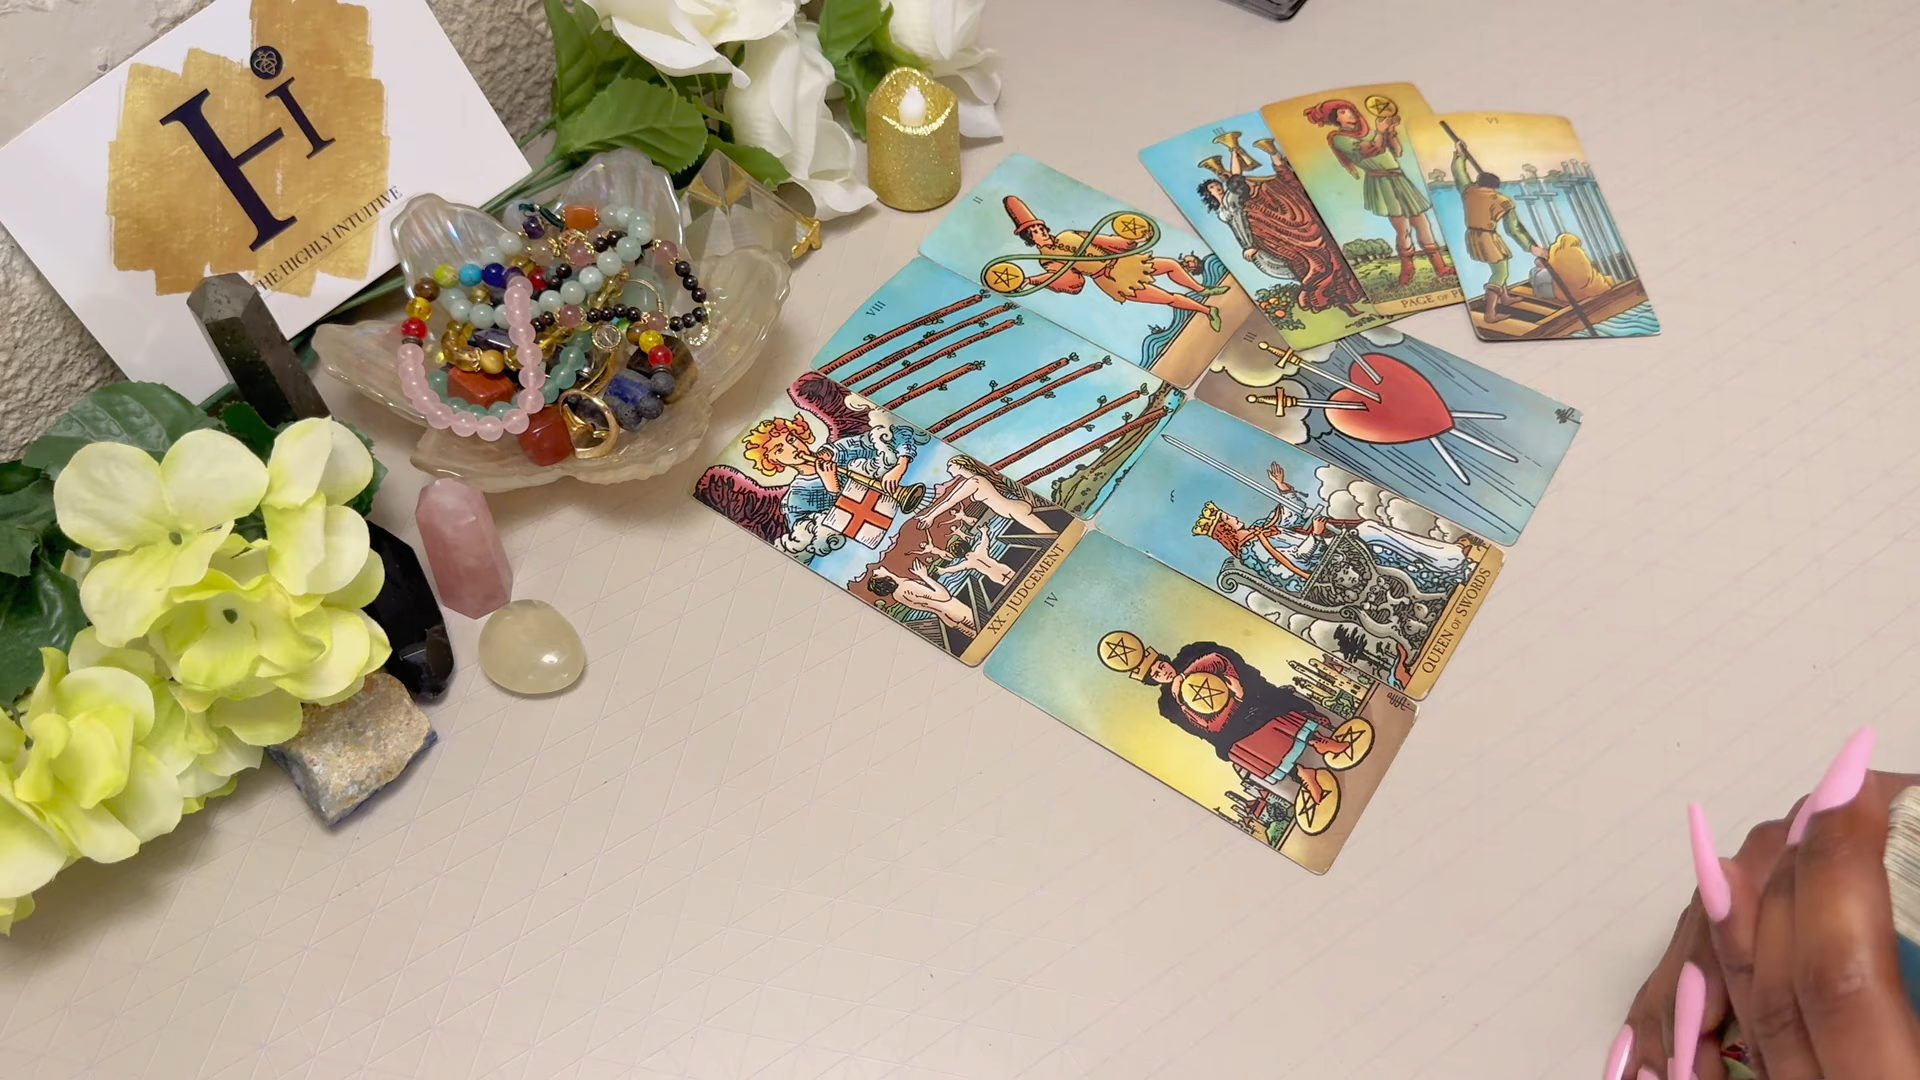 Hi
THE HIGHLY INTUITIVE
II
III
PAGE OF P
VI
VIII
III
XX · JUDGEMENT
QUEEN OF SWORDS
IV